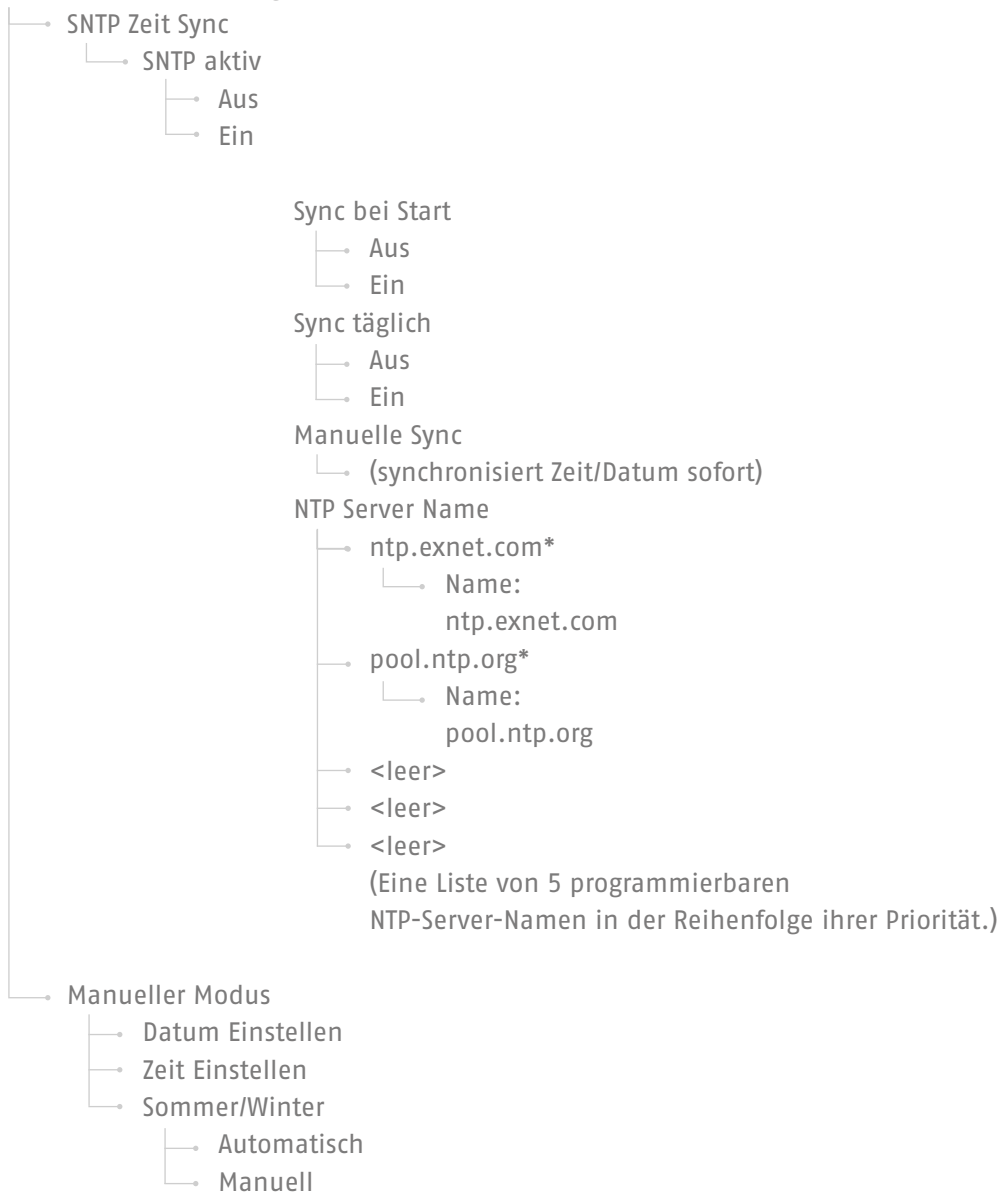 SNTP Zeit Sync
SNTP aktiv
Aus
Ein
Sync bei Start
Aus
Ein
Sync täglich
Aus
Ein
Manuelle Sync
(synchronisiert Zeit/Datum sofort)
NTP Server Name
ntp.exnet.com*
Name:
ntp.exnet.com
pool.ntp.org*
Name:
pool.ntp.org
<leer>
<leer>
<leer>
(Eine Liste von 5 programmierbaren
NTP-Server-Namen in der Reihenfolge ihrer Priorität.)
Manueller Modus
Datum Einstellen
Zeit Einstellen
Sommer/Winter
Automatisch
Manuell